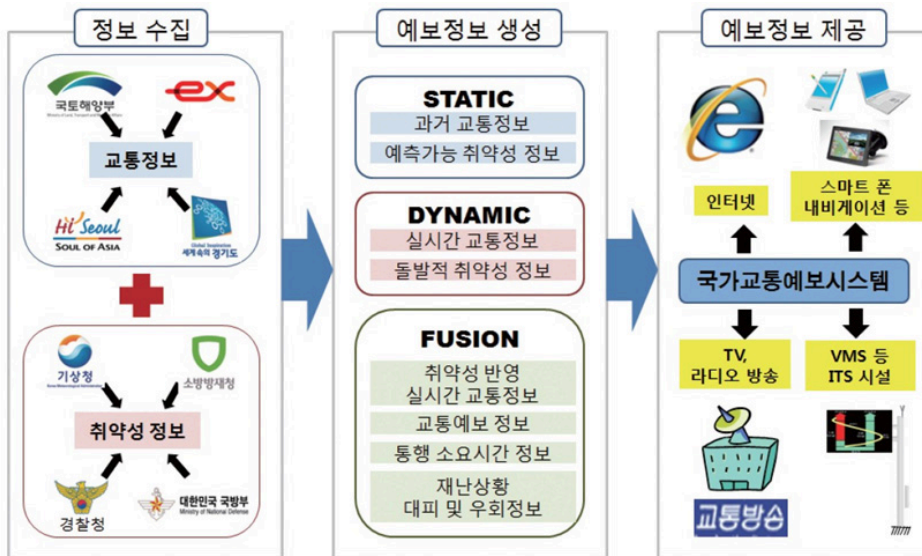 정보 수집
국토해양부
ex
교통정보
Hi Seoul
SOUL OF ASIA
Global Inspiration
세계 속의 경기도
기상청
Korea Meteorological Administration
소방방재청
취약성 정보
경찰청
대한민국 국방부
Ministry of National Defense
예보정보 생성
STATIC
과거 교통정보
예측가능 취약성 정보
DYNAMIC
실시간 교통정보
돌발적 취약성 정보
FUSION
취약성 반영
실시간 교통정보
교통예보 정보
통행 소요시간 정보
재난상황
대피 및 우회정보
예보정보 제공
인터넷
스마트 폰
내비게이션 등
국가교통예보시스템
TV,
라디오 방송
VMS 등
ITS 시설
교통방송